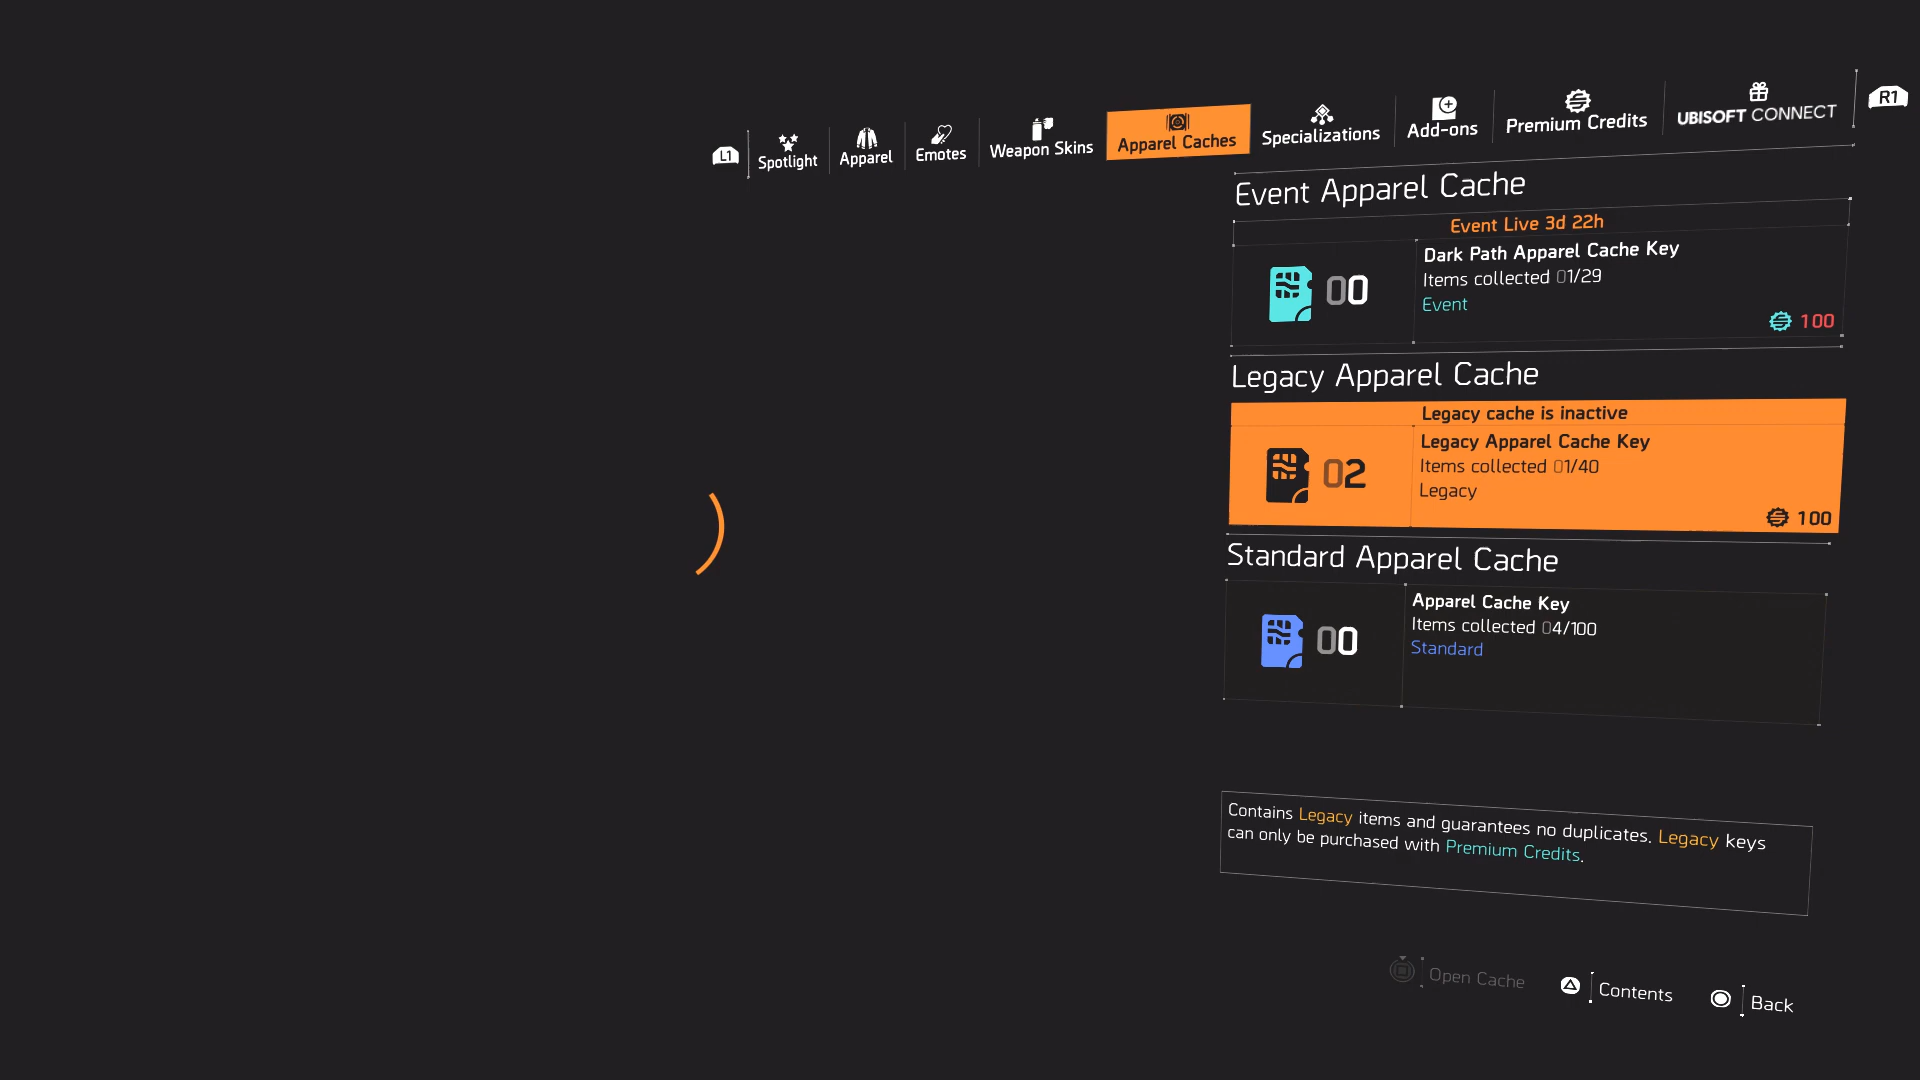 L1
Spotlight
Apparel
Emotes
Weapon Skins
Apparel Caches
Specializations
Add-ons
Premium Credits
UBISOFT CONNECT
R1
Event Apparel Cache
Event Live 3d 22h
00
Dark Path Apparel Cache Key
Items collected 01/29
Event
100
Legacy Apparel Cache
Legacy cache is inactive
02
Legacy Apparel Cache Key
Items collected 01/40
Legacy
100
Standard Apparel Cache
00
Apparel Cache Key
Items collected 04/100
Standard
Contains Legacy items and guarantees no duplicates. Legacy keys
can only be purchased with Premium Credits.
Open Cache
Contents
Back